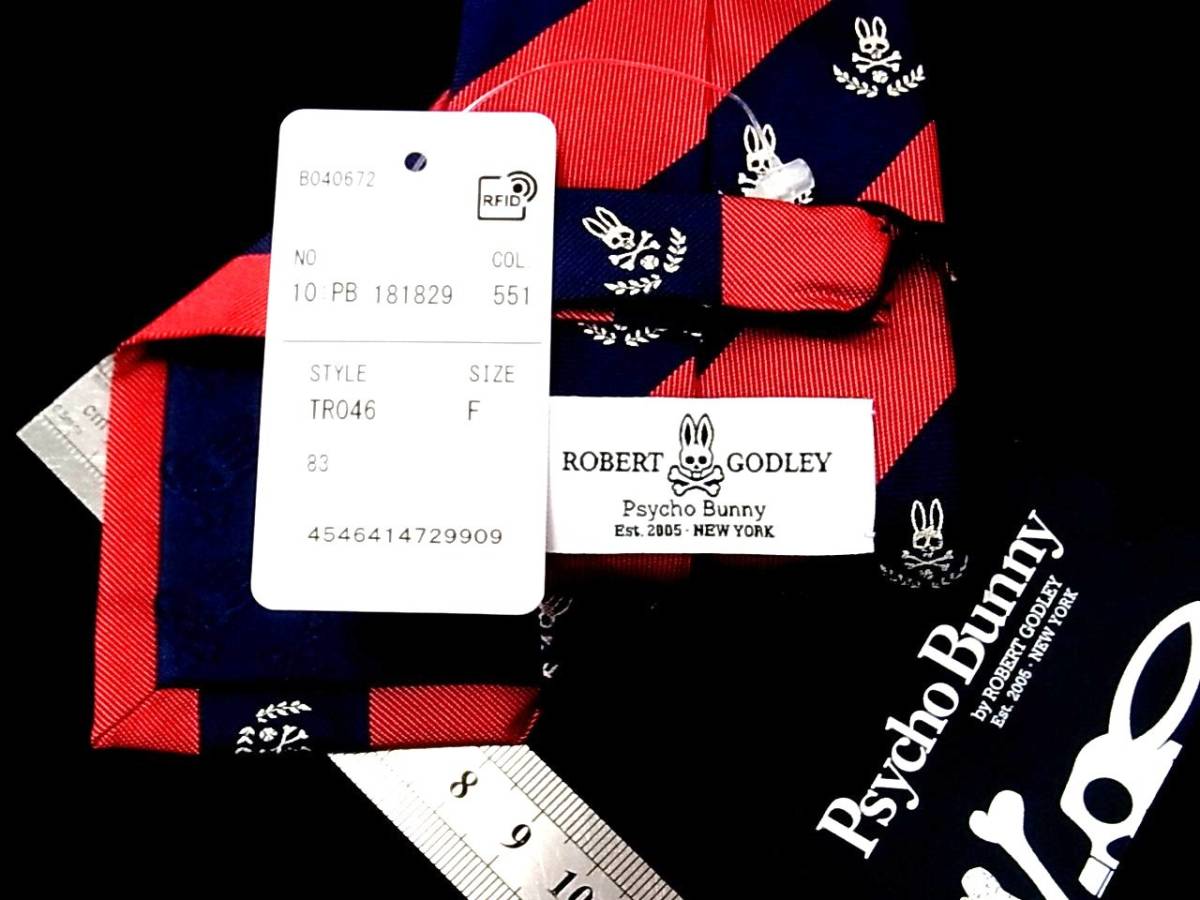 B040672
RFID
NO COL
10 PB 181829 551
STYLE SIZE
TR046 F
83
4546414729909
ROBERT GODLEY
Psycho Bunny
Est. 2005 · NEW YORK
Psycho Bunny
by ROBERT GODLEY
Est. 2005 · NEW YORK
cm
8
9
10